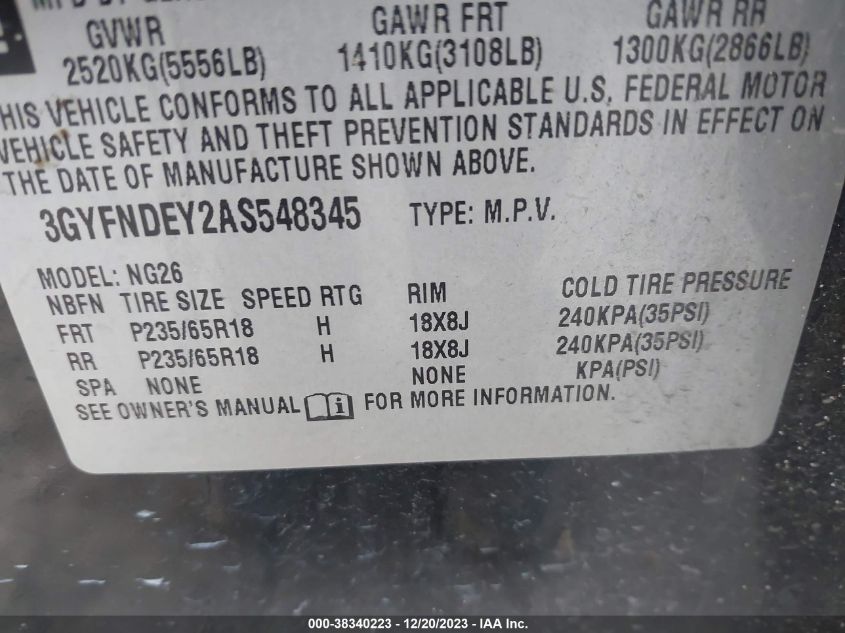 GVWR GAWR FRT GAWR RR
2520KG(5556LB) 1410KG(3108LB) 1300KG(2866LB)
HIS VEHICLE CONFORMS TO ALL APPLICABLE U.S. FEDERAL MOTOR
VEHICLE SAFETY AND THEFT PREVENTION STANDARDS IN EFFECT ON
THE DATE OF MANUFACTURE SHOWN ABOVE.
3GYFNDEY2AS548345 TYPE: M.P.V.
MODEL: NG26
NBFN TIRE SIZE SPEED RTG RIM COLD TIRE PRESSURE
FRT P235/65R18 H 18X8J 240KPA(35PSI)
RR P235/65R18 H 18X8J 240KPA(35PSI)
SPA NONE NONE KPA(PSI)
SEE OWNER'S MANUAL i FOR MORE INFORMATION.
000-38340223 - 12/20/2023 - IAA Inc.